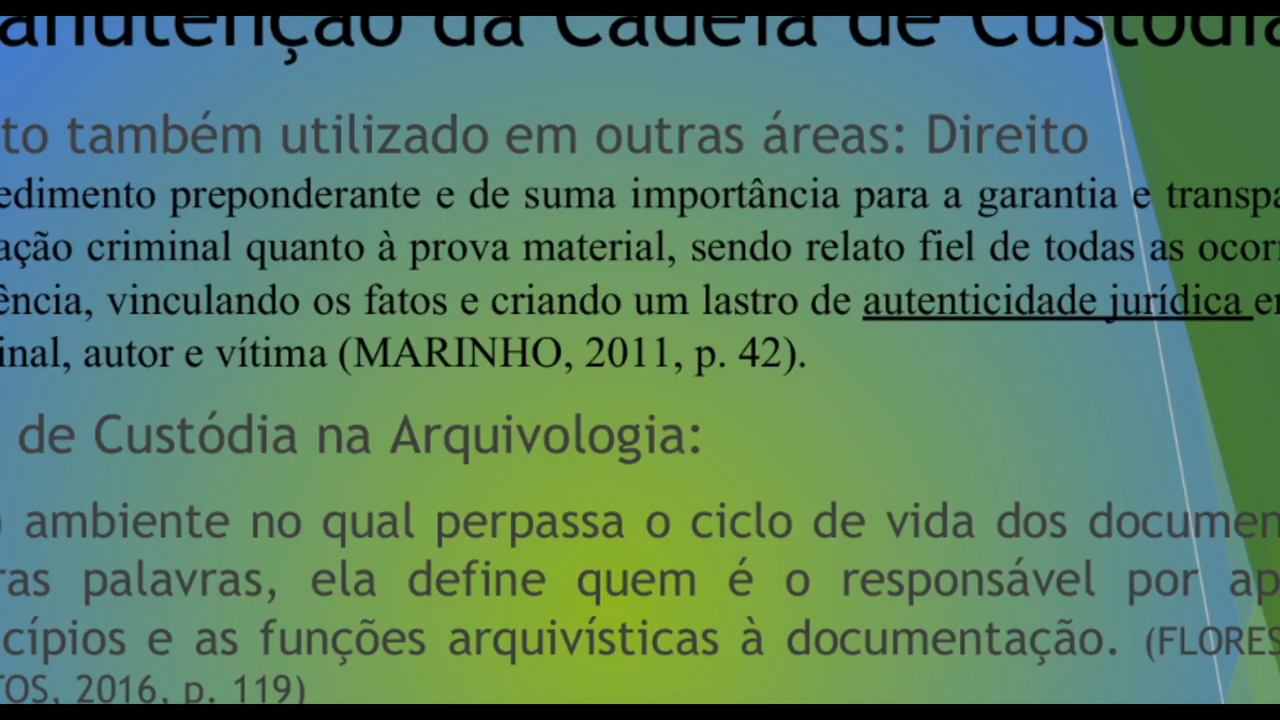 anutenção da Cadeia de Custódia
to também utilizado em outras áreas: Direito
edimento preponderante e de suma importância para a garantia e transpa
ação criminal quanto à prova material, sendo relato fiel de todas as ocorr
ência, vinculando os fatos e criando um lastro de autenticidade jurídica e
inal, autor e vítima (MARINHO, 2011, p. 42).
de Custódia na Arquivologia:
o ambiente no qual perpassa o ciclo de vida dos documen
ras palavras, ela define quem é o responsável por ap
cípios e as funções arquivísticas à documentação. (FLORES
TOS, 2016, p. 119)